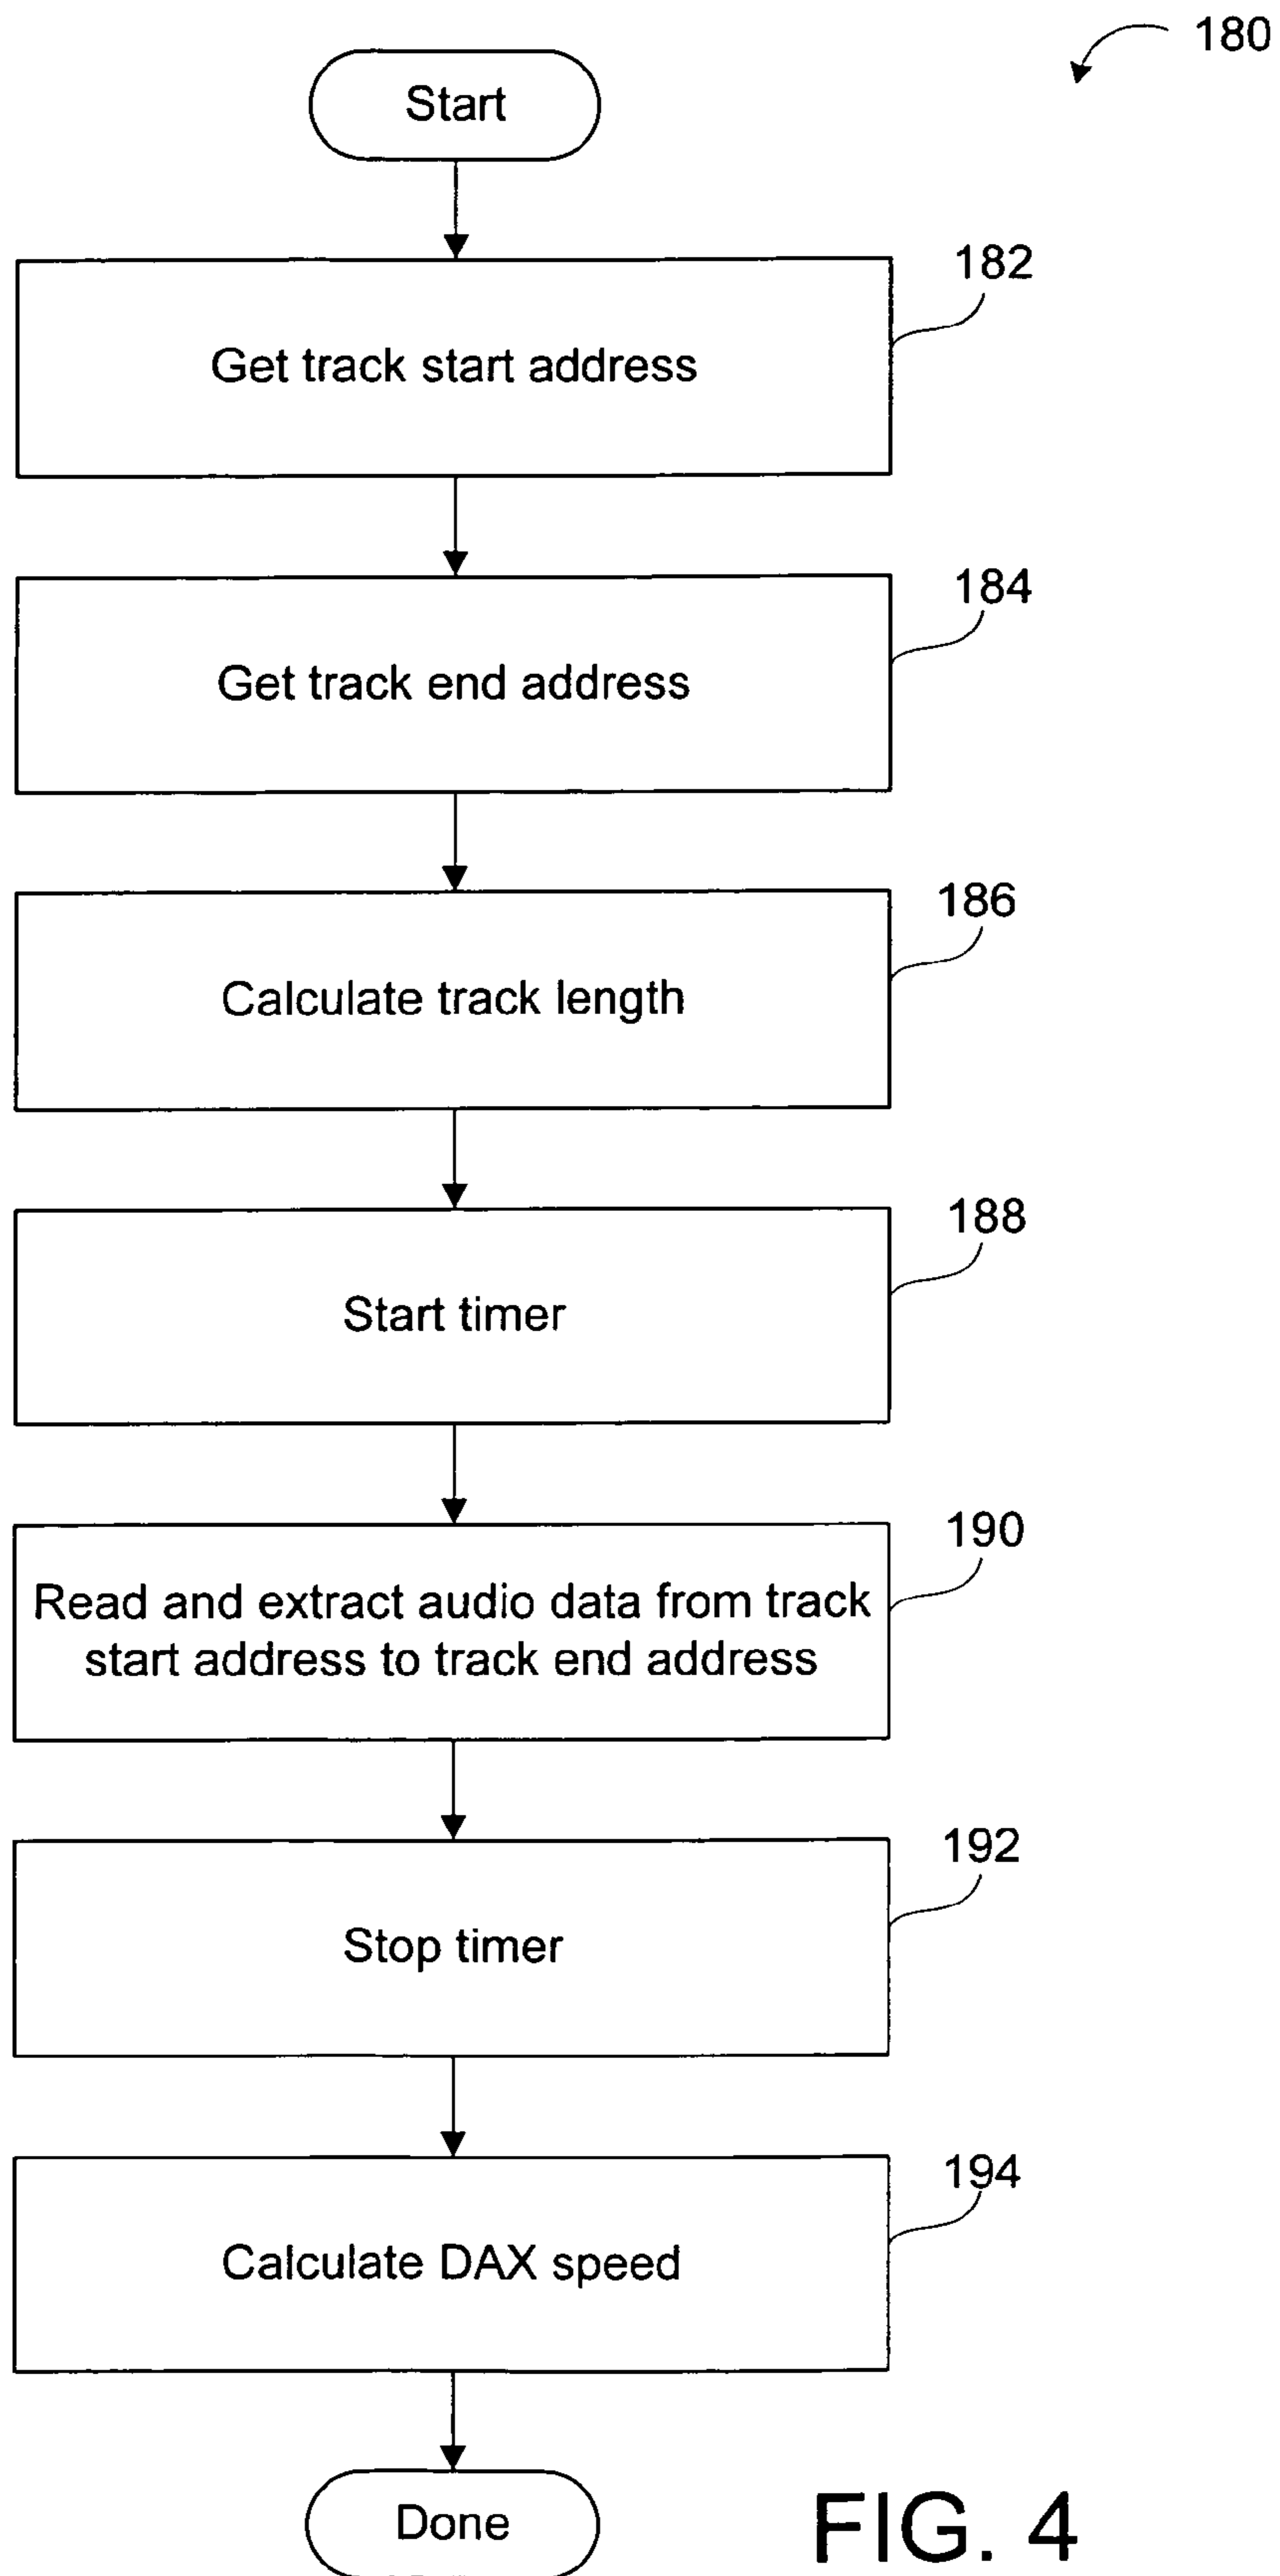 180
Start
182
Get track start address
184
Get track end address
186
Calculate track length
188
Start timer
190
Read and extract audio data from track
start address to track end address
192
Stop timer
194
Calculate DAX speed
Done
FIG. 4